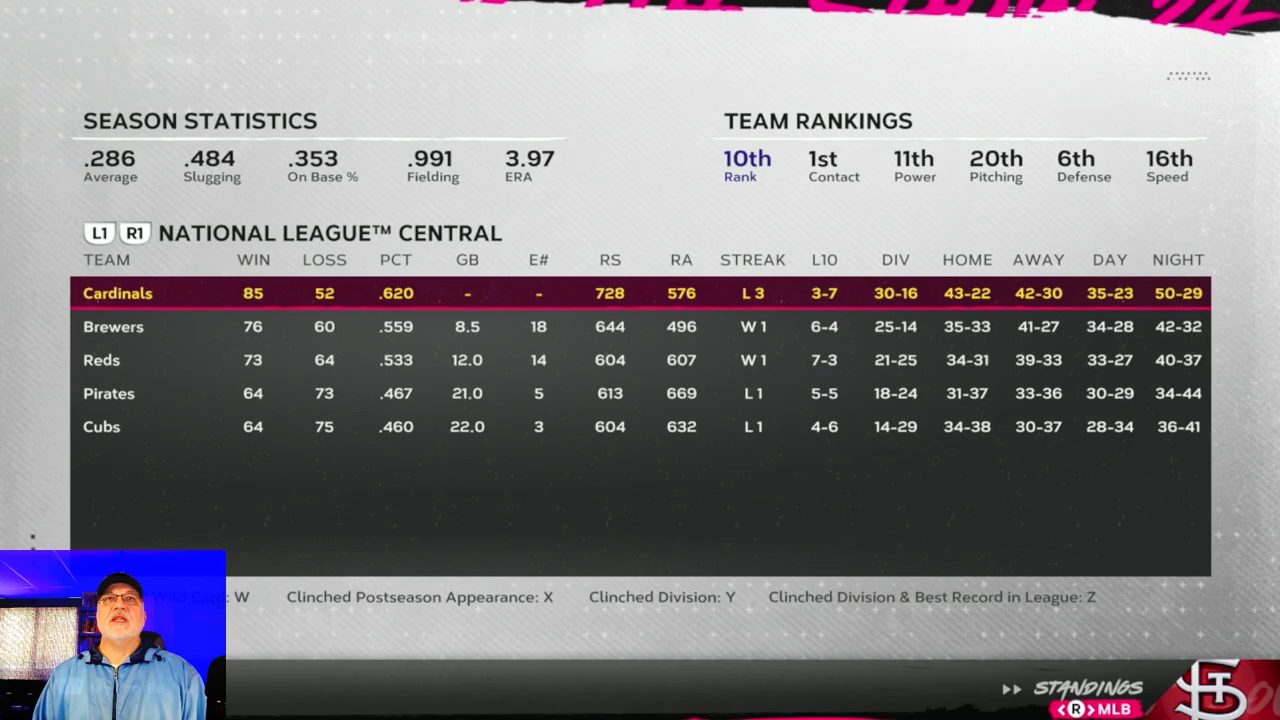 SEASON STATISTICS
.286 .484 .353 .991 3.97
Average Slugging On Base % Fielding ERA
TEAM RANKINGS
10th 1st 11th 20th 6th 16th
Rank Contact Power Pitching Defense Speed
L1 R1 NATIONAL LEAGUE™ CENTRAL
TEAM WIN LOSS PCT GB E# RS RA STREAK L10 DIV HOME AWAY DAY NIGHT
Cardinals 85 52 .620 - - 728 576 L 3 3-7 30-16 43-22 42-30 35-23 50-29
Brewers 76 60 .559 8.5 18 644 496 W 1 6-4 25-14 35-33 41-27 34-28 42-32
Reds 73 64 .533 12.0 14 604 607 W 1 7-3 21-25 34-31 39-33 33-27 40-37
Pirates 64 73 .467 21.0 5 613 669 L 1 5-5 18-24 31-37 33-36 30-29 34-44
Cubs 64 75 .460 22.0 3 604 632 L 1 4-6 14-29 34-38 30-37 28-34 36-41
Wild Card: W Clinched Postseason Appearance: X Clinched Division: Y Clinched Division & Best Record in League: Z
STANDINGS
<R> MLB
STL